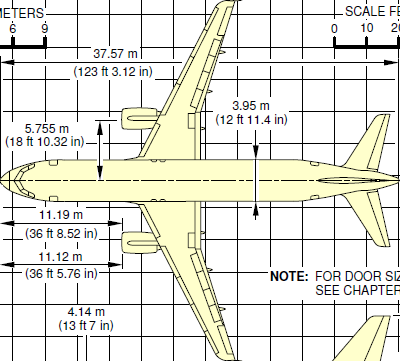 METERS
SCALE FE
6 9
0 10 20
37.57 m
(123 ft 3.12 in)
3.95 m
(12 ft 11.4 in)
5.755 m
(18 ft 10.32 in)
11.19 m
(36 ft 8.52 in)
11.12 m
(36 ft 5.76 in)
NOTE: FOR DOOR SIZ
SEE CHAPTER
4.14 m
(13 ft 7 in)